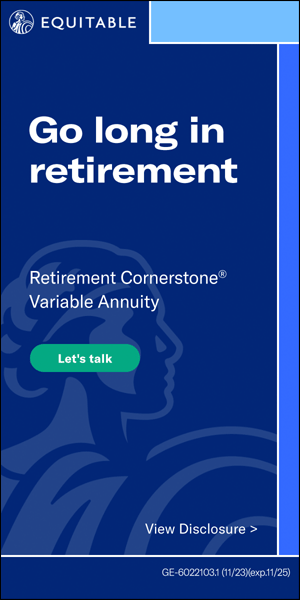 EQUITABLE
Go long in
retirement
Retirement Cornerstone®
Variable Annuity
Let's talk
View Disclosure >
GE-6022103.1 (11/23)(exp.11/25)